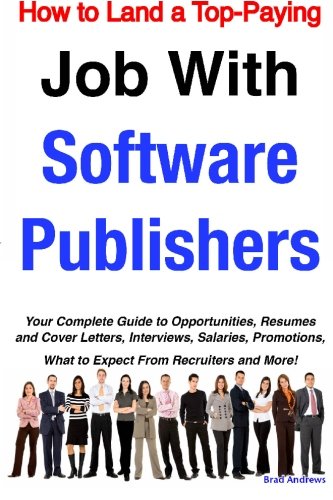 How to Land a Top-Paying
Job With
Software
Publishers
Your Complete Guide to Opportunities, Resumes
and Cover Letters, Interviews, Salaries, Promotions,
What to Expect From Recruiters and More!
Brad Andrews